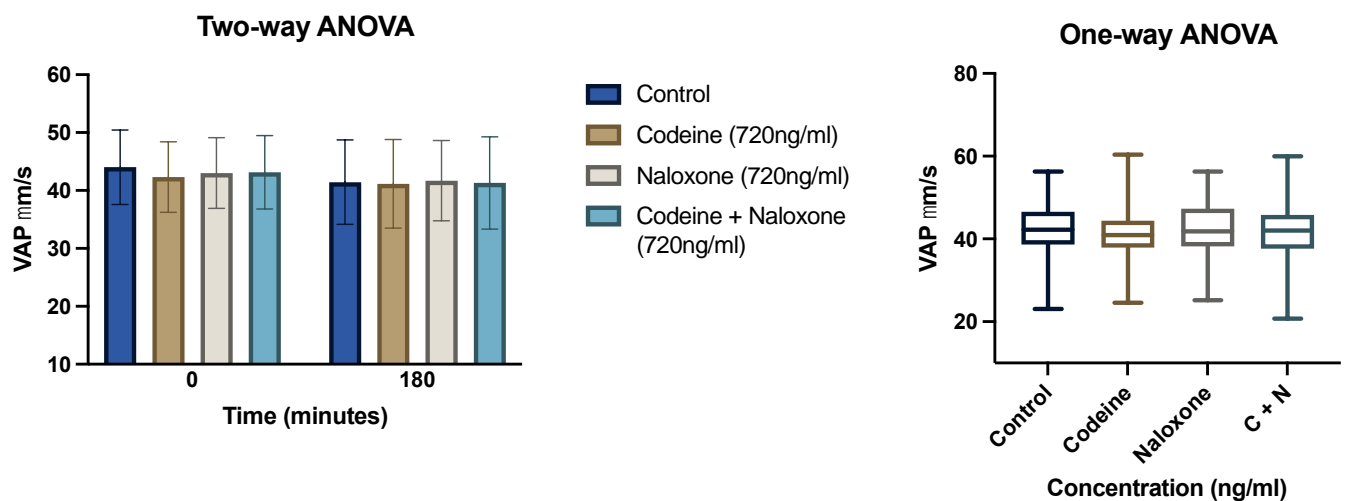 Two-way ANOVA
60
50
40
30
20
10
VAP mm/s
0
180
Time (minutes)
Control
Codeine (720ng/ml)
Naloxone (720ng/ml)
Codeine + Naloxone
(720ng/ml)
One-way ANOVA
80
60
40
20
VAP mm/s
Control
Codeine
Naloxone
C + N
Concentration (ng/ml)